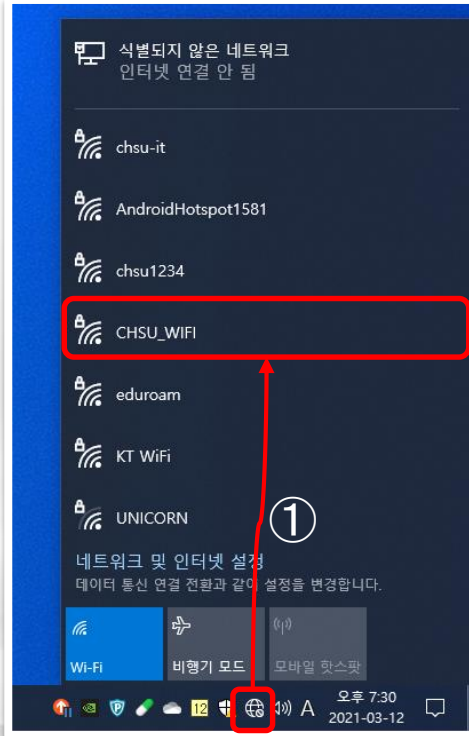 식별되지 않은 네트워크
인터넷 연결 안 됨
chsu-it
AndroidHotspot1581
chsu1234
CHSU_WIFI
eduroam
KT WiFi
UNICORN
①
네트워크 및 인터넷 설정
데이터 통신 연결 전환과 같이 설정을 변경합니다.
Wi-Fi
비행기 모드
모바일 핫스팟
12
A
오후 7:30
2021-03-12